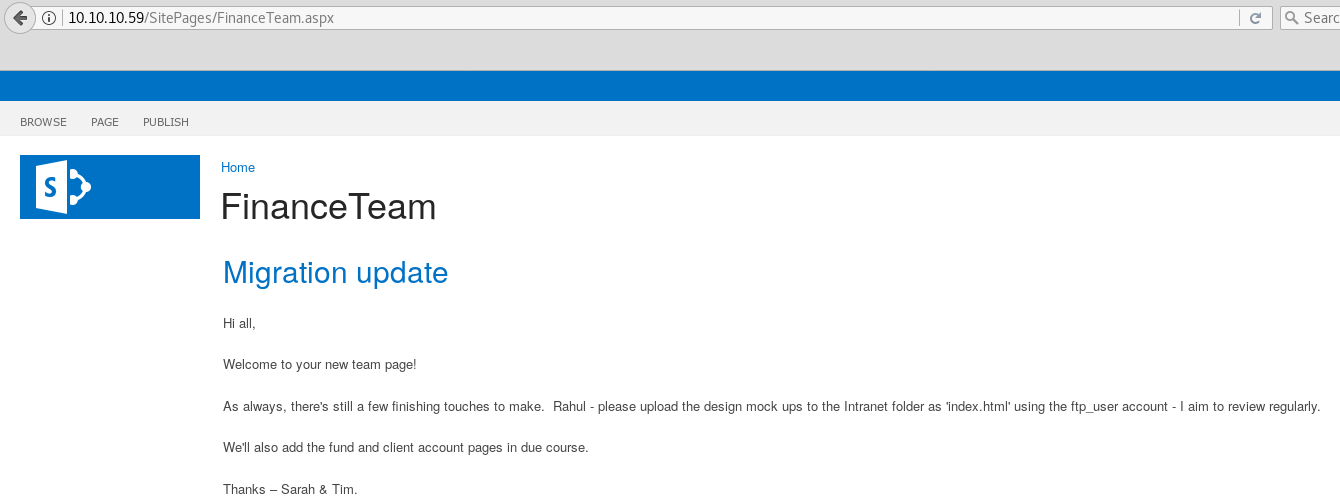 10.10.10.59/SitePages/FinanceTeam.aspx
Searc
BROWSE PAGE PUBLISH
S
Home
FinanceTeam
Migration update
Hi all,
Welcome to your new team page!
As always, there's still a few finishing touches to make.  Rahul - please upload the design mock ups to the Intranet folder as 'index.html' using the ftp_user account - I aim to review regularly.
We'll also add the fund and client account pages in due course.
Thanks – Sarah & Tim.